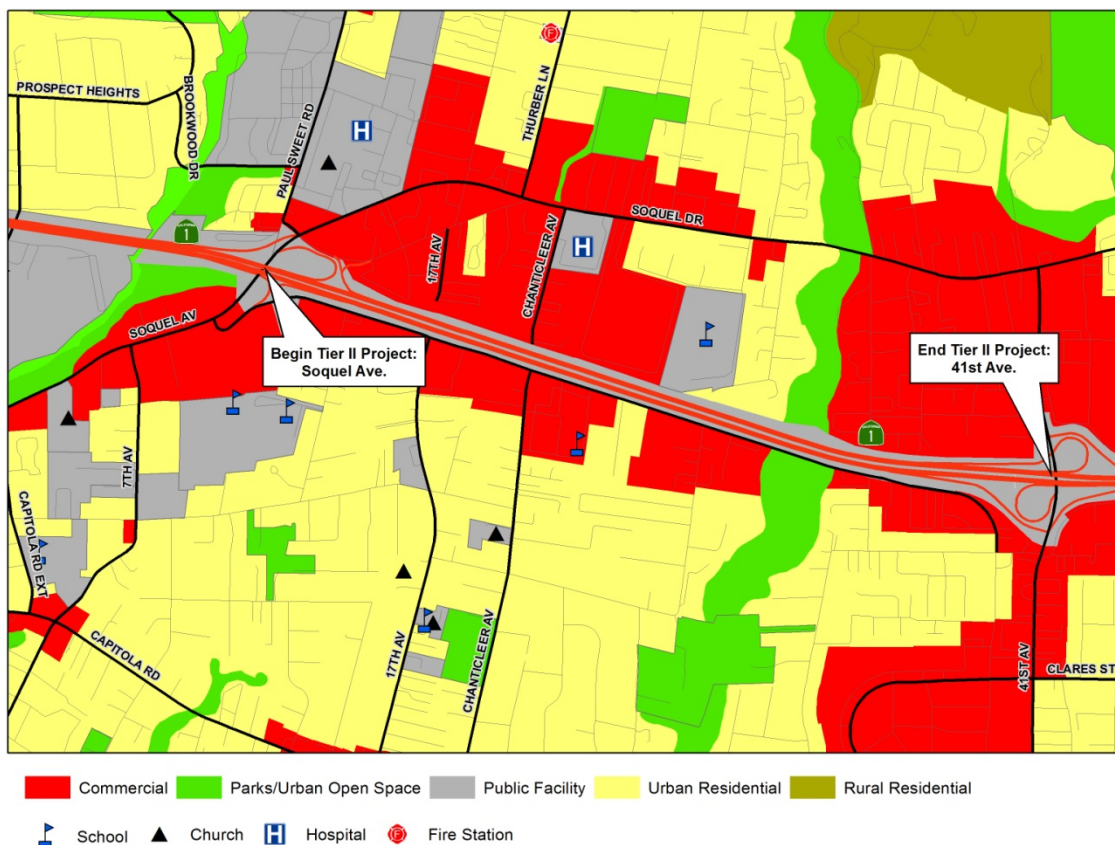 PROSPECT HEIGHTS
BROOKWOOD DR
PAUL SWEET RD
H
F
THURBER LN
CALIFORNIA
1
SOQUEL DR
17TH AV
CHANTICLEER AV
H
SOQUEL AV
Begin Tier II Project:
Soquel Ave.
End Tier II Project:
41st Ave.
CALIFORNIA
1
7TH AV
CAPITOLA RD EXT
CAPITOLA RD
17TH AV
CHANTICLEER AV
41ST AV
CLARES ST
Commercial Parks/Urban Open Space Public Facility Urban Residential Rural Residential
School Church H Hospital F Fire Station